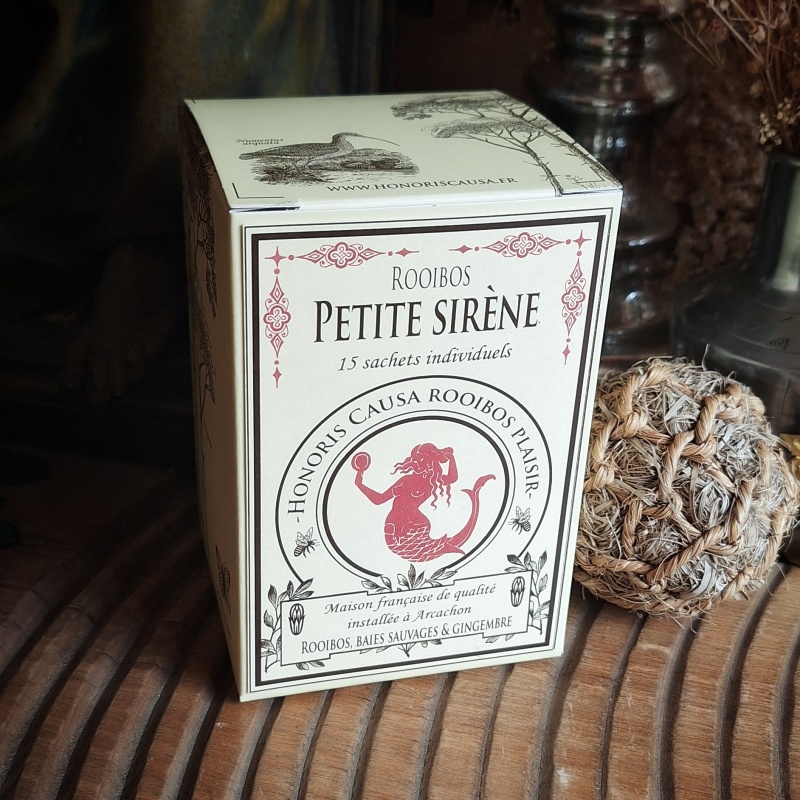 Numenius
arquata
WWW.HONORISCAUSA.FR
ROOIBOS
PETITE SIRÈNE
15 sachets individuels
-HONORIS CAUSA ROOIBOS PLAISIR-
Maison française de qualité
installée à Arcachon
ROOIBOS, BAIES SAUVAGES & GINGEMBRE